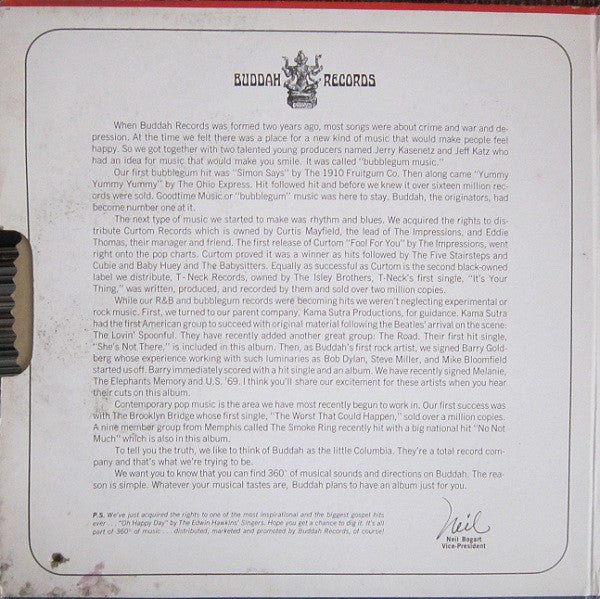 BUDDAH RECORDS
When Buddah Records was formed two years ago, most songs were about crime and war and de-
pression. At the time we felt there was a place for a new kind of music that would make people feel
happy. So we got together with two talented young producers named Jerry Kasenetz and Jeff Katz who
had an idea for music that would make you smile. It was called "bubblegum music."
Our first bubblegum hit was "Simon Says" by The 1910 Fruitgum Co. Then along came "Yummy
Yummy Yummy" by The Ohio Express. Hit followed hit and before we knew it over sixteen million rec-
ords were sold. Goodtime Music or "bubblegum" music was here to stay. Buddah, the originators, had
become number one at it.
The next type of music we started to make was rhythm and blues. We acquired the rights to dis-
tribute Curtom Records which is owned by Curtis Mayfield, the lead of The Impressions, and Eddie
Thomas, their manager and friend. The first release of Curtom "Fool For You" by The Impressions, went
right onto the pop charts. Curtom proved it was a winner as hits followed by The Five Stairsteps and
Cubie and Baby Huey and The Babysitters. Equally as successful as Curtom is the second black-owned
label we distribute, T- Neck Records, owned by The Isley Brothers, T-Neck's first single, "It's Your
Thing," was written, produced, and recorded by them and sold over two million copies.
While our R&B and bubblegum records were becoming hits we weren't neglecting experimental or
rock music. First, we turned to our parent company, Kama Sutra Productions, for guidance. Kama Sutra
had the first American group to succeed with original material following the Beatles' arrival on the scene:
The Lovin' Spoonful. They have recently added another great group: The Road. Their first hit single,
"She's Not There," is included in this album. Then, as Buddah's first rock artist, we signed Barry Gold-
berg whose experience working with such luminaries as Bob Dylan, Steve Miller, and Mike Bloomfield
started us off. Barry immediately scored with a hit single and an album. We have recently signed Melanie,
The Elephants Memory and U.S. '69. I think you'll share our excitement for these artists when you hear
their cuts on this album.
Contemporary pop music is the area we have most recently begun to work in. Our first success was
with The Brooklyn Bridge whose first single, "The Worst That Could Happen," sold over a million copies.
A nine member group from Memphis called The Smoke Ring recently hit with a big national hit "No Not
Much" which is also in this album.
To tell you the truth, we like to think of Buddah as the little Columbia. They're a total record com-
pany and that's what we're trying to be.
We want you to know that you can find 360° of musical sounds and directions on Buddah. The rea-
son is simple. Whatever your musical tastes are, Buddah plans to have an album just for you.
P.S. We've just acquired the rights to one of the most inspirational and the biggest gospel hits
ever . . . "Oh Happy Day" by The Edwin Hawkins' Singers. Hope you get a chance to dig it. It's all
part of 360° of music . . . distributed, marketed and promoted by Buddah Records, of course!
Neil
Neil Bogart
Vice-President